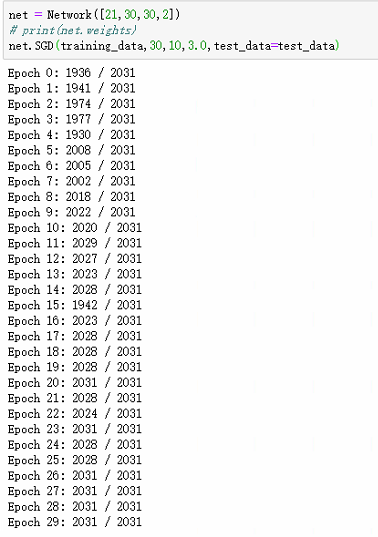 net = Network([21,30,30,2])
# print(net.weights)
net.SGD(training_data,30,10,3.0,test_data=test_data)
Epoch 0: 1936 / 2031
Epoch 1: 1941 / 2031
Epoch 2: 1974 / 2031
Epoch 3: 1977 / 2031
Epoch 4: 1930 / 2031
Epoch 5: 2008 / 2031
Epoch 6: 2005 / 2031
Epoch 7: 2002 / 2031
Epoch 8: 2018 / 2031
Epoch 9: 2022 / 2031
Epoch 10: 2020 / 2031
Epoch 11: 2029 / 2031
Epoch 12: 2027 / 2031
Epoch 13: 2023 / 2031
Epoch 14: 2028 / 2031
Epoch 15: 1942 / 2031
Epoch 16: 2023 / 2031
Epoch 17: 2028 / 2031
Epoch 18: 2028 / 2031
Epoch 19: 2028 / 2031
Epoch 20: 2031 / 2031
Epoch 21: 2028 / 2031
Epoch 22: 2024 / 2031
Epoch 23: 2031 / 2031
Epoch 24: 2028 / 2031
Epoch 25: 2028 / 2031
Epoch 26: 2031 / 2031
Epoch 27: 2031 / 2031
Epoch 28: 2031 / 2031
Epoch 29: 2031 / 2031